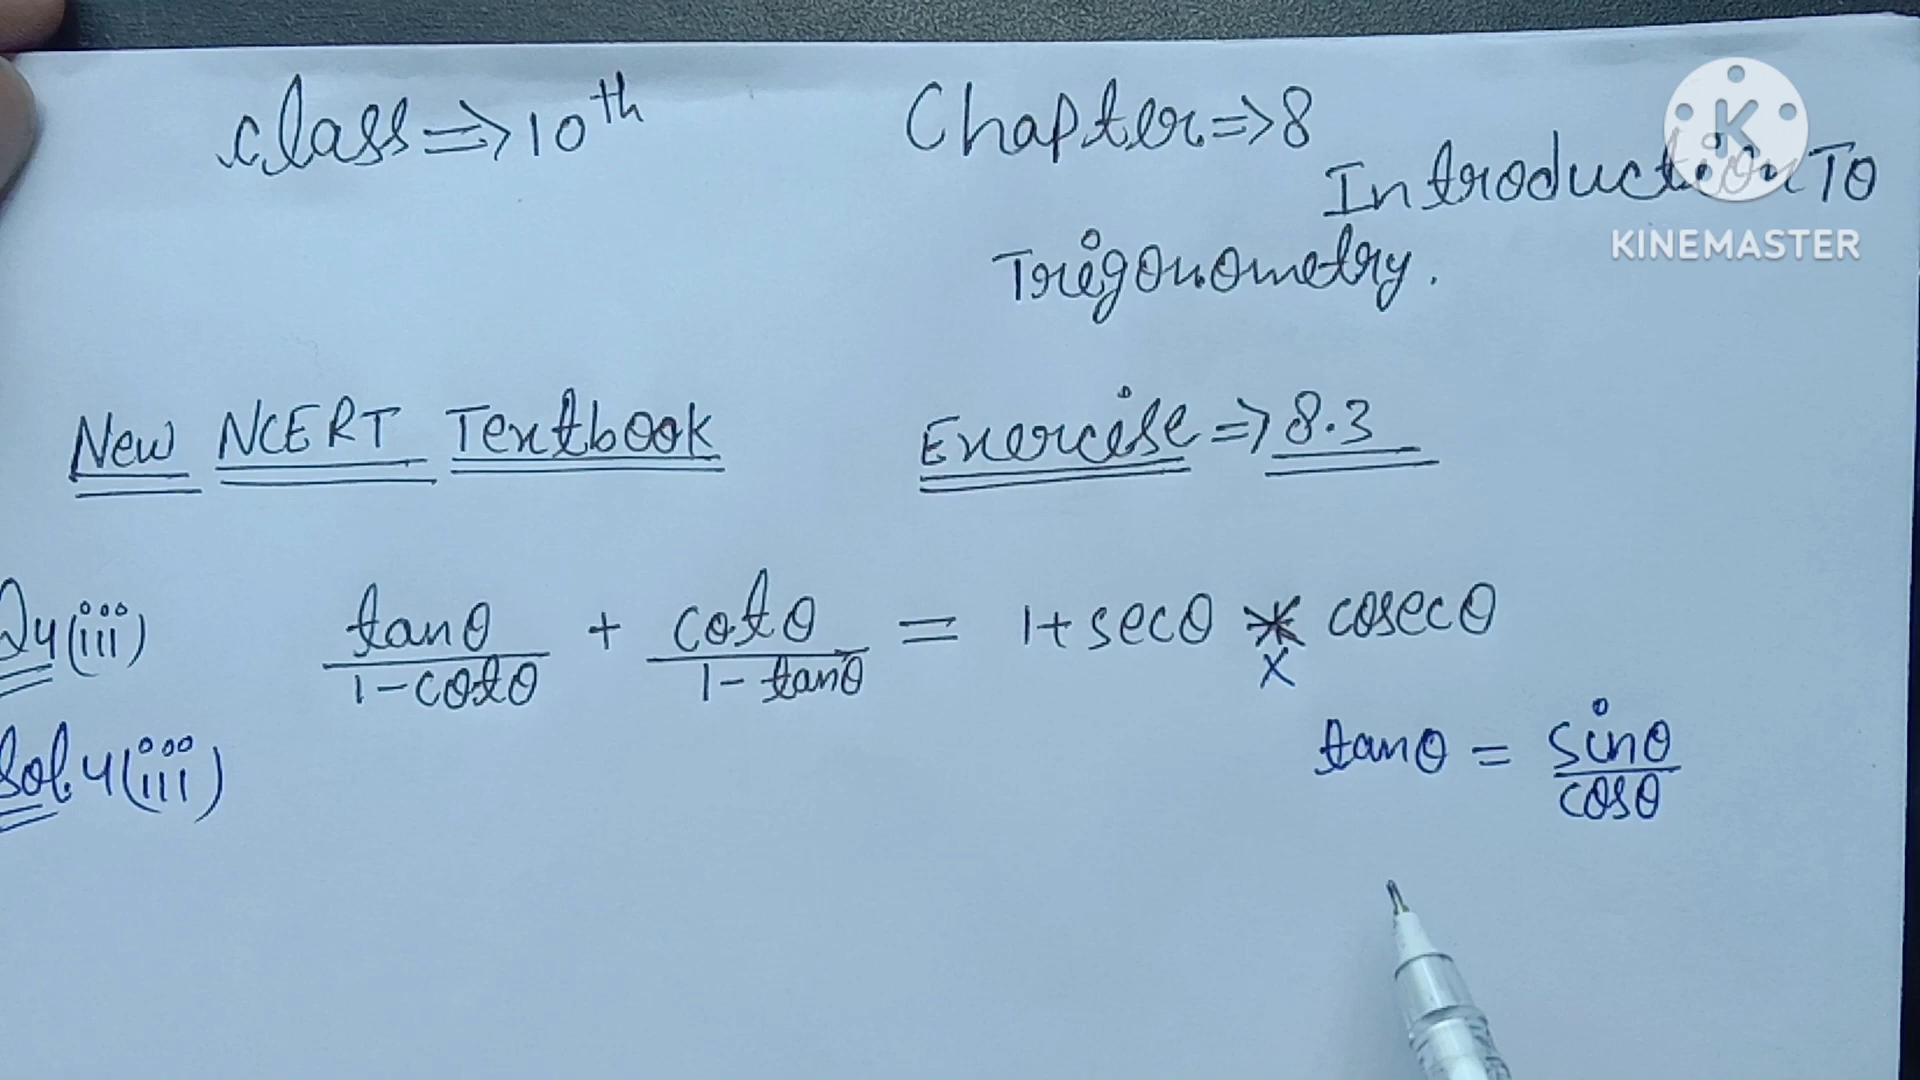 class => 10th Chapter => 8
Introduction To
Trigonometry.
KINEMASTER
New NCERT Textbook Exercise => 8.3
Q4(iii) tanθ/1-cotθ + cotθ/1-tanθ = 1+secθ × cosecθ
Sol.4(iii) tanθ = sinθ/cosθ